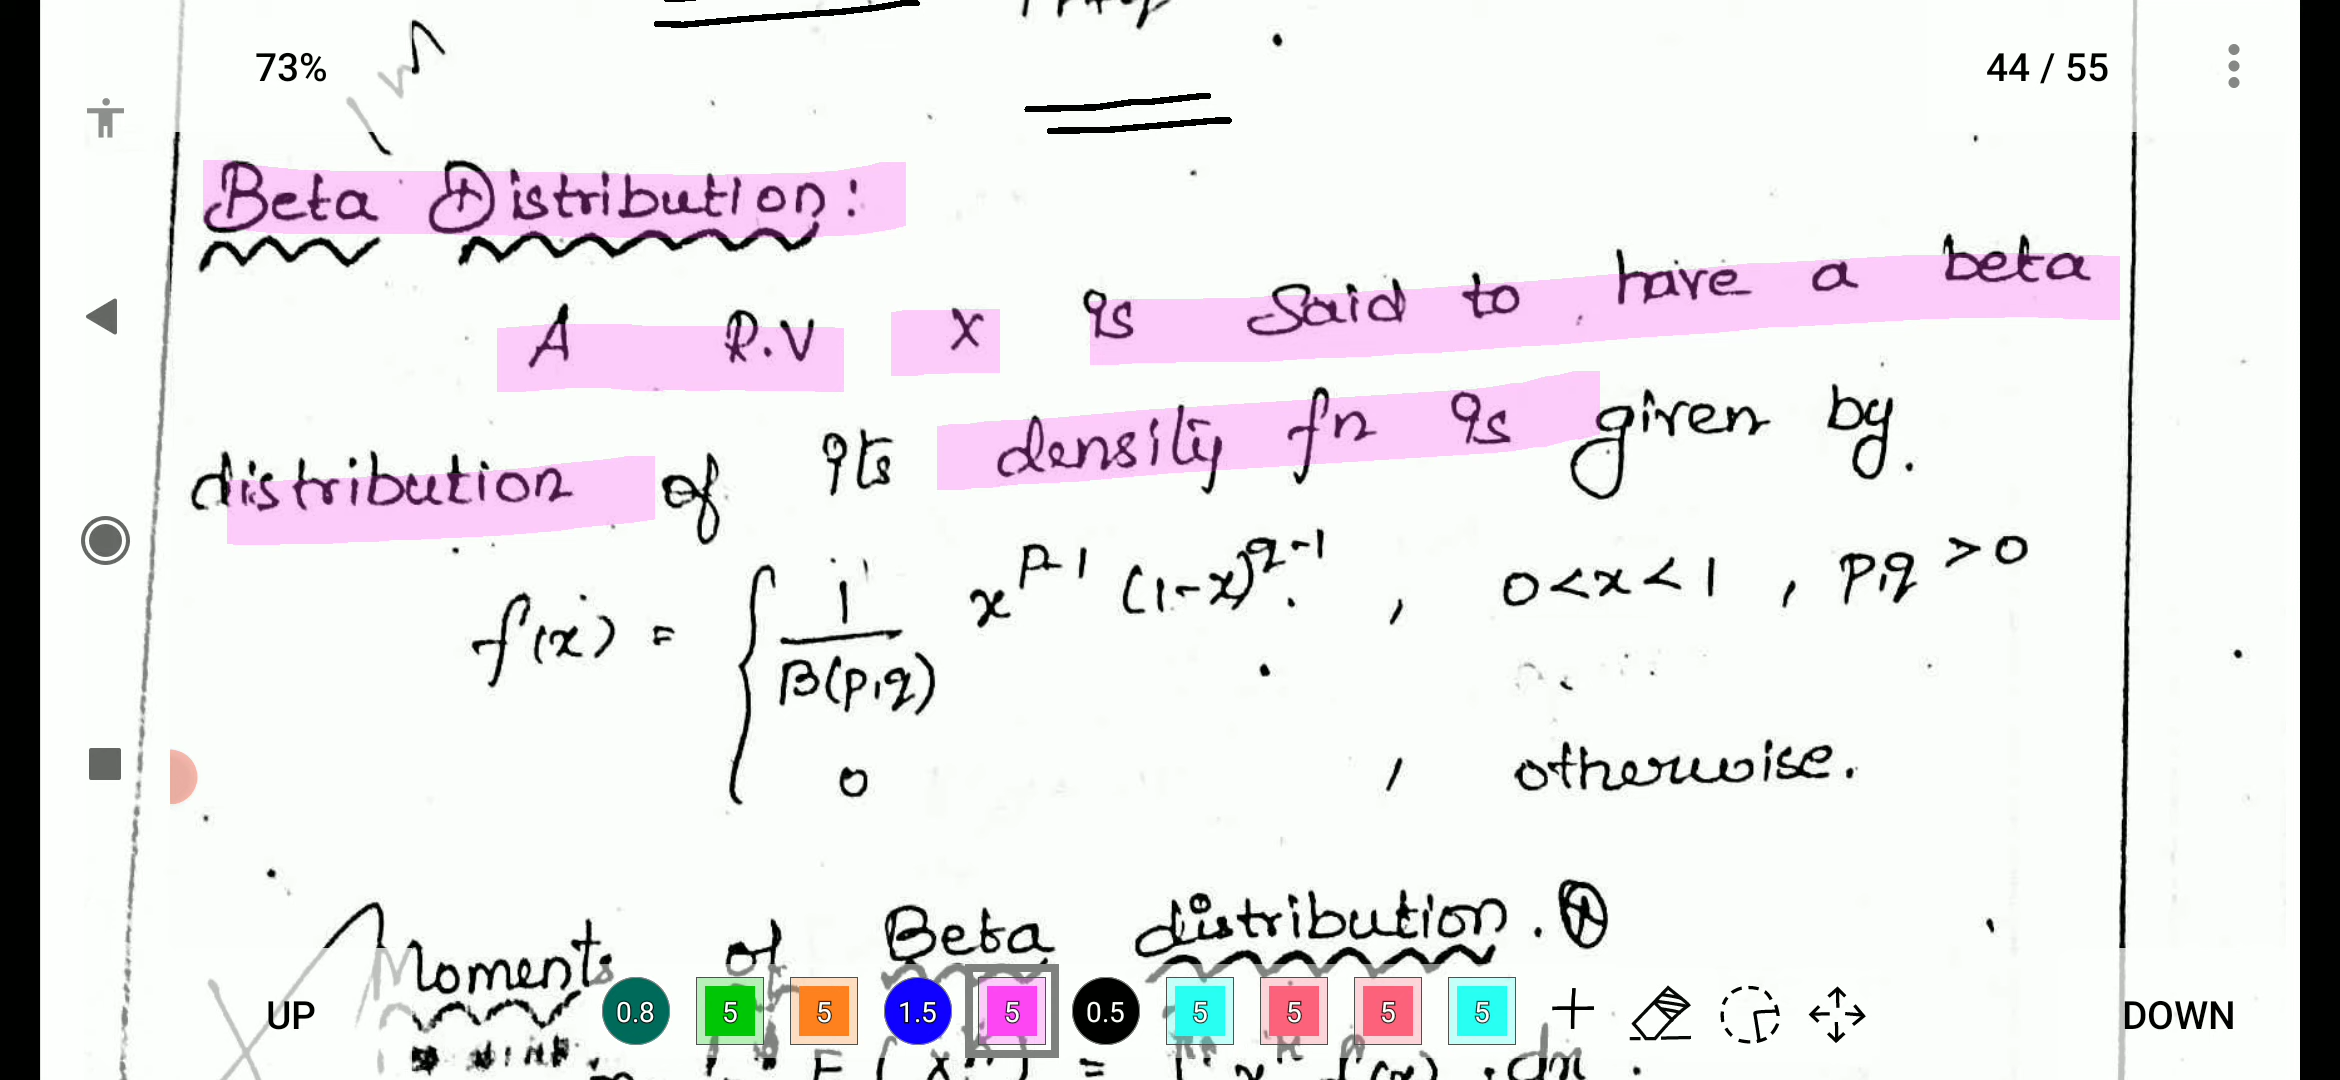 73%
44 / 55
Beta Distribution:
A R.V X is said to have a beta
distribution of its density fn is given by.
f(x) = { 1/β(p,q) x^{p-1} (1-x)^{q-1} , 0<x<1 , p,q >0
0 , otherwise.
Moments of Beta distribution.
UP 0.8 5 5 1.5 5 0.5 5 5 5 5 DOWN